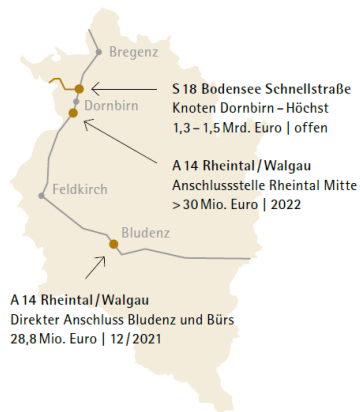 Bregenz
S 18 Bodensee Schnellstraße
Knoten Dornbirn – Höchst
1,3 – 1,5 Mrd. Euro | offen
Dornbirn
A 14 Rheintal / Walgau
Anschlussstelle Rheintal Mitte
> 30 Mio. Euro | 2022
Feldkirch
Bludenz
A 14 Rheintal / Walgau
Direkter Anschluss Bludenz und Bürs
28,8 Mio. Euro | 12 / 2021